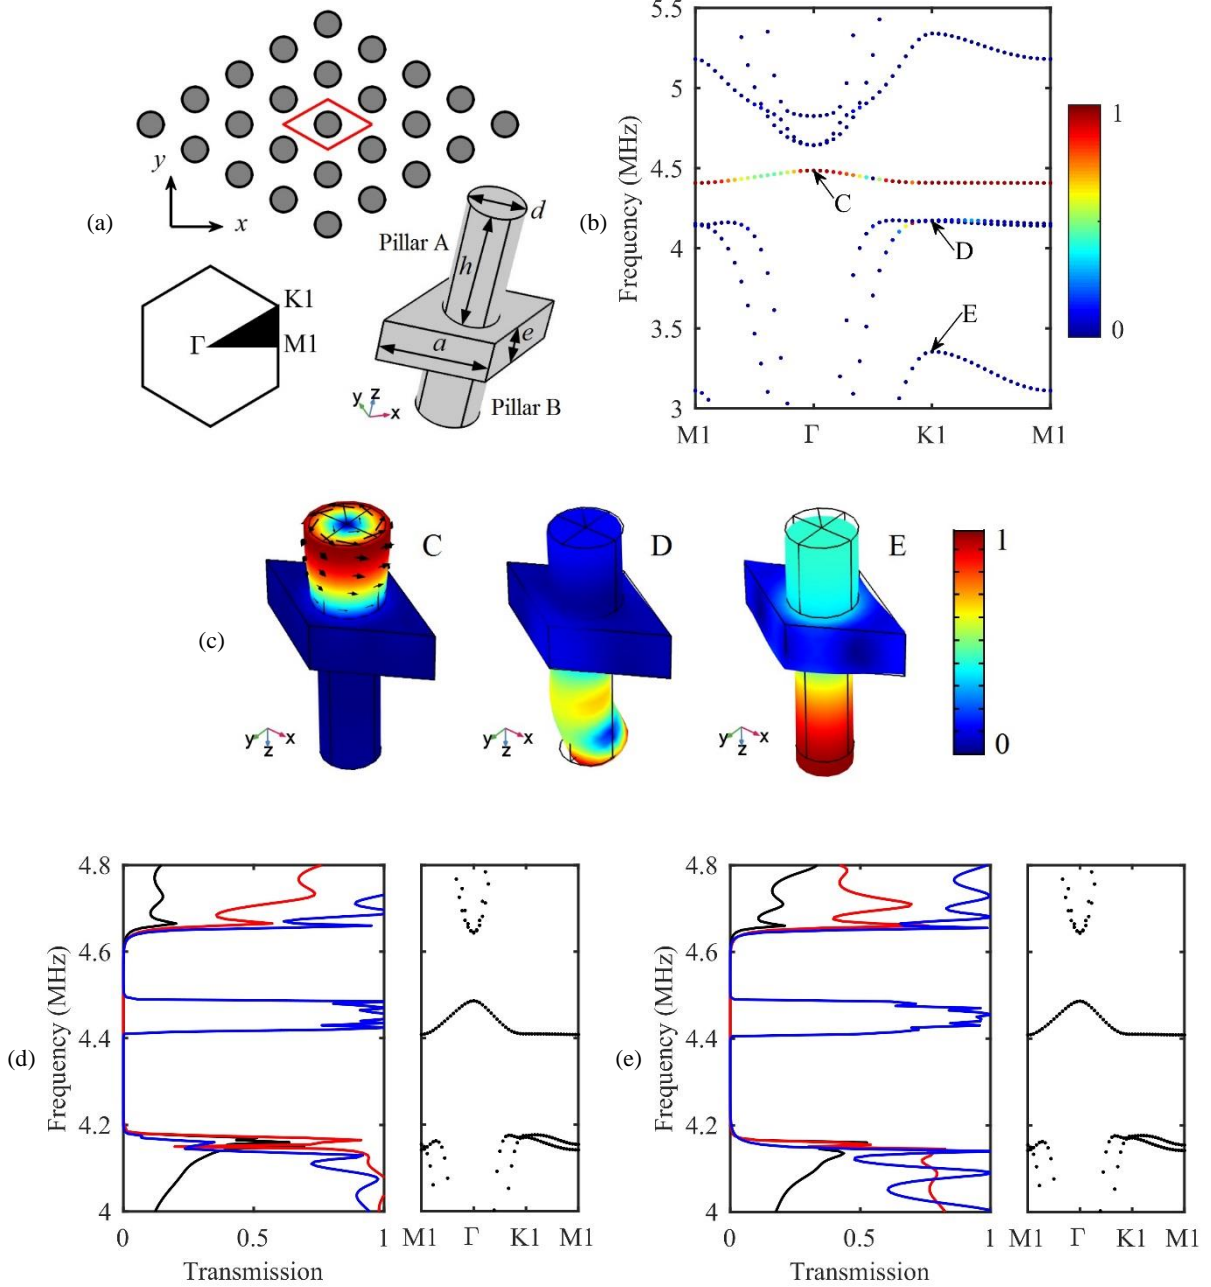 (a)
y
x
K1
Γ
M1
Pillar A
d
h
a
e
Pillar B
y z x
(b)
Frequency (MHz)
5.5
5
4.5
4
3.5
3
C
D
E
M1 Γ K1 M1
1
0
(c)
C
D
E
y z x
y z x
y z x
1
0
(d)
Frequency (MHz)
4.8
4.6
4.4
4.2
4
0 0.5 1
Transmission
M1 Γ K1 M1
(e)
Frequency (MHz)
4.8
4.6
4.4
4.2
4
0 0.5 1
Transmission
M1 Γ K1 M1